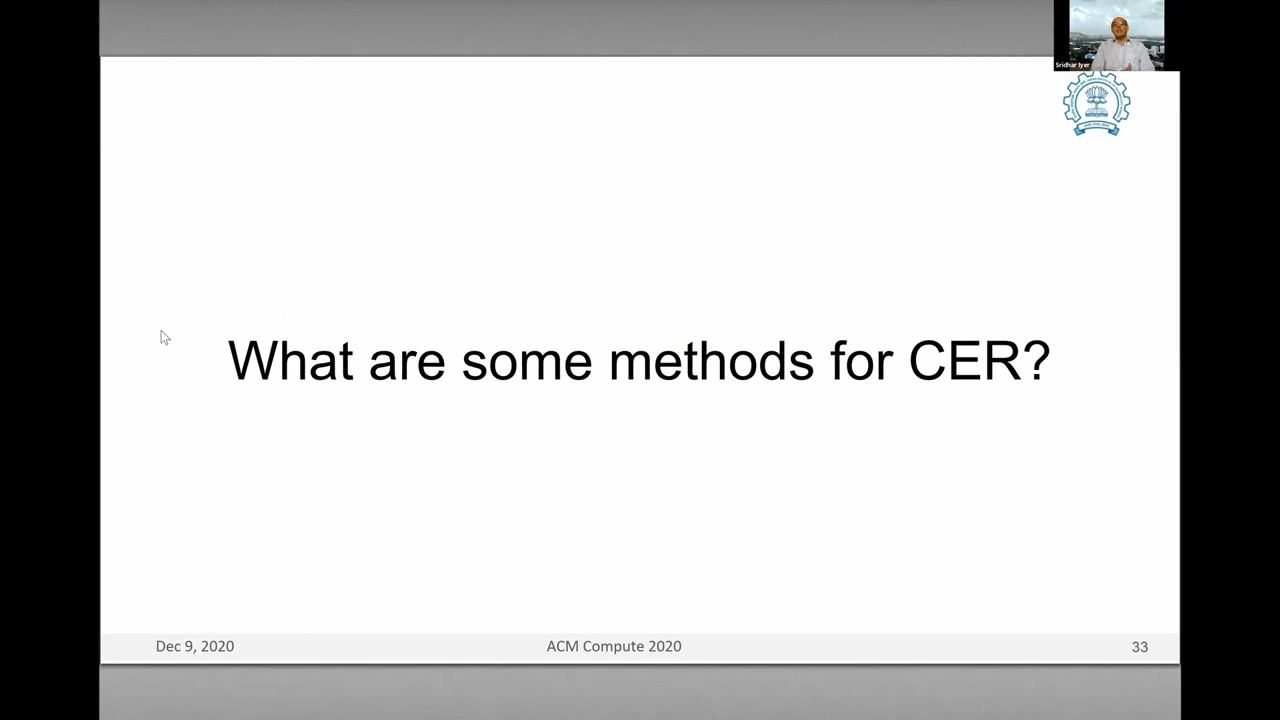 Sridhar Iyer
What are some methods for CER?
Dec 9, 2020
ACM Compute 2020
33